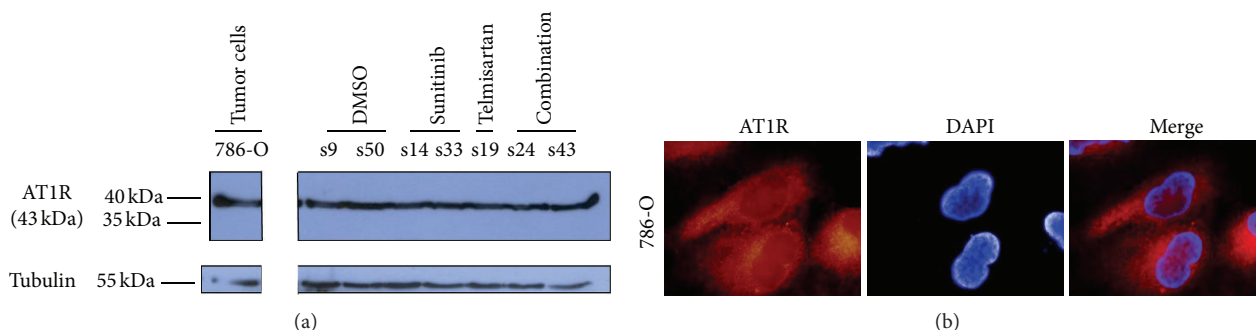 Tumor cells
DMSO
Sunitinib
Telmisartan
Combination
786-O
s9 s50 s14 s33 s19 s24 s43
AT1R
(43 kDa)
40 kDa
35 kDa
Tubulin
55 kDa
(a)
AT1R DAPI Merge
786-O
(b)